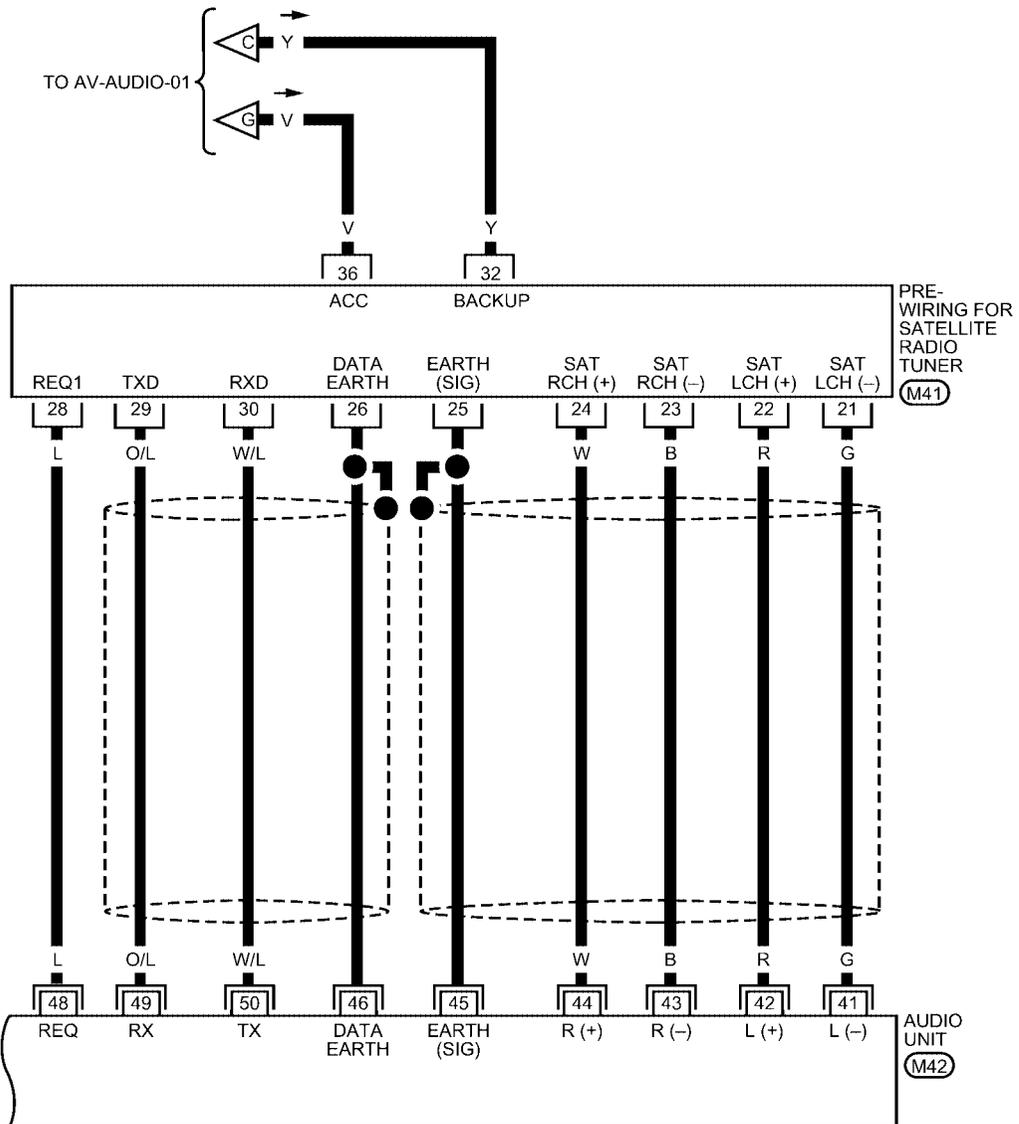 C Y
TO AV-AUDIO-01
G V
V Y
36 32
ACC BACKUP
PRE-
WIRING FOR
SATELLITE
RADIO
TUNER
M41
REQ1 TXD RXD DATA EARTH EARTH (SIG) SAT RCH (+) SAT RCH (–) SAT LCH (+) SAT LCH (–)
28 29 30 26 25 24 23 22 21
L O/L W/L W B R G
L O/L W/L W B R G
48 49 50 46 45 44 43 42 41
REQ RX TX DATA EARTH EARTH (SIG) R (+) R (–) L (+) L (–)
AUDIO
UNIT
M42